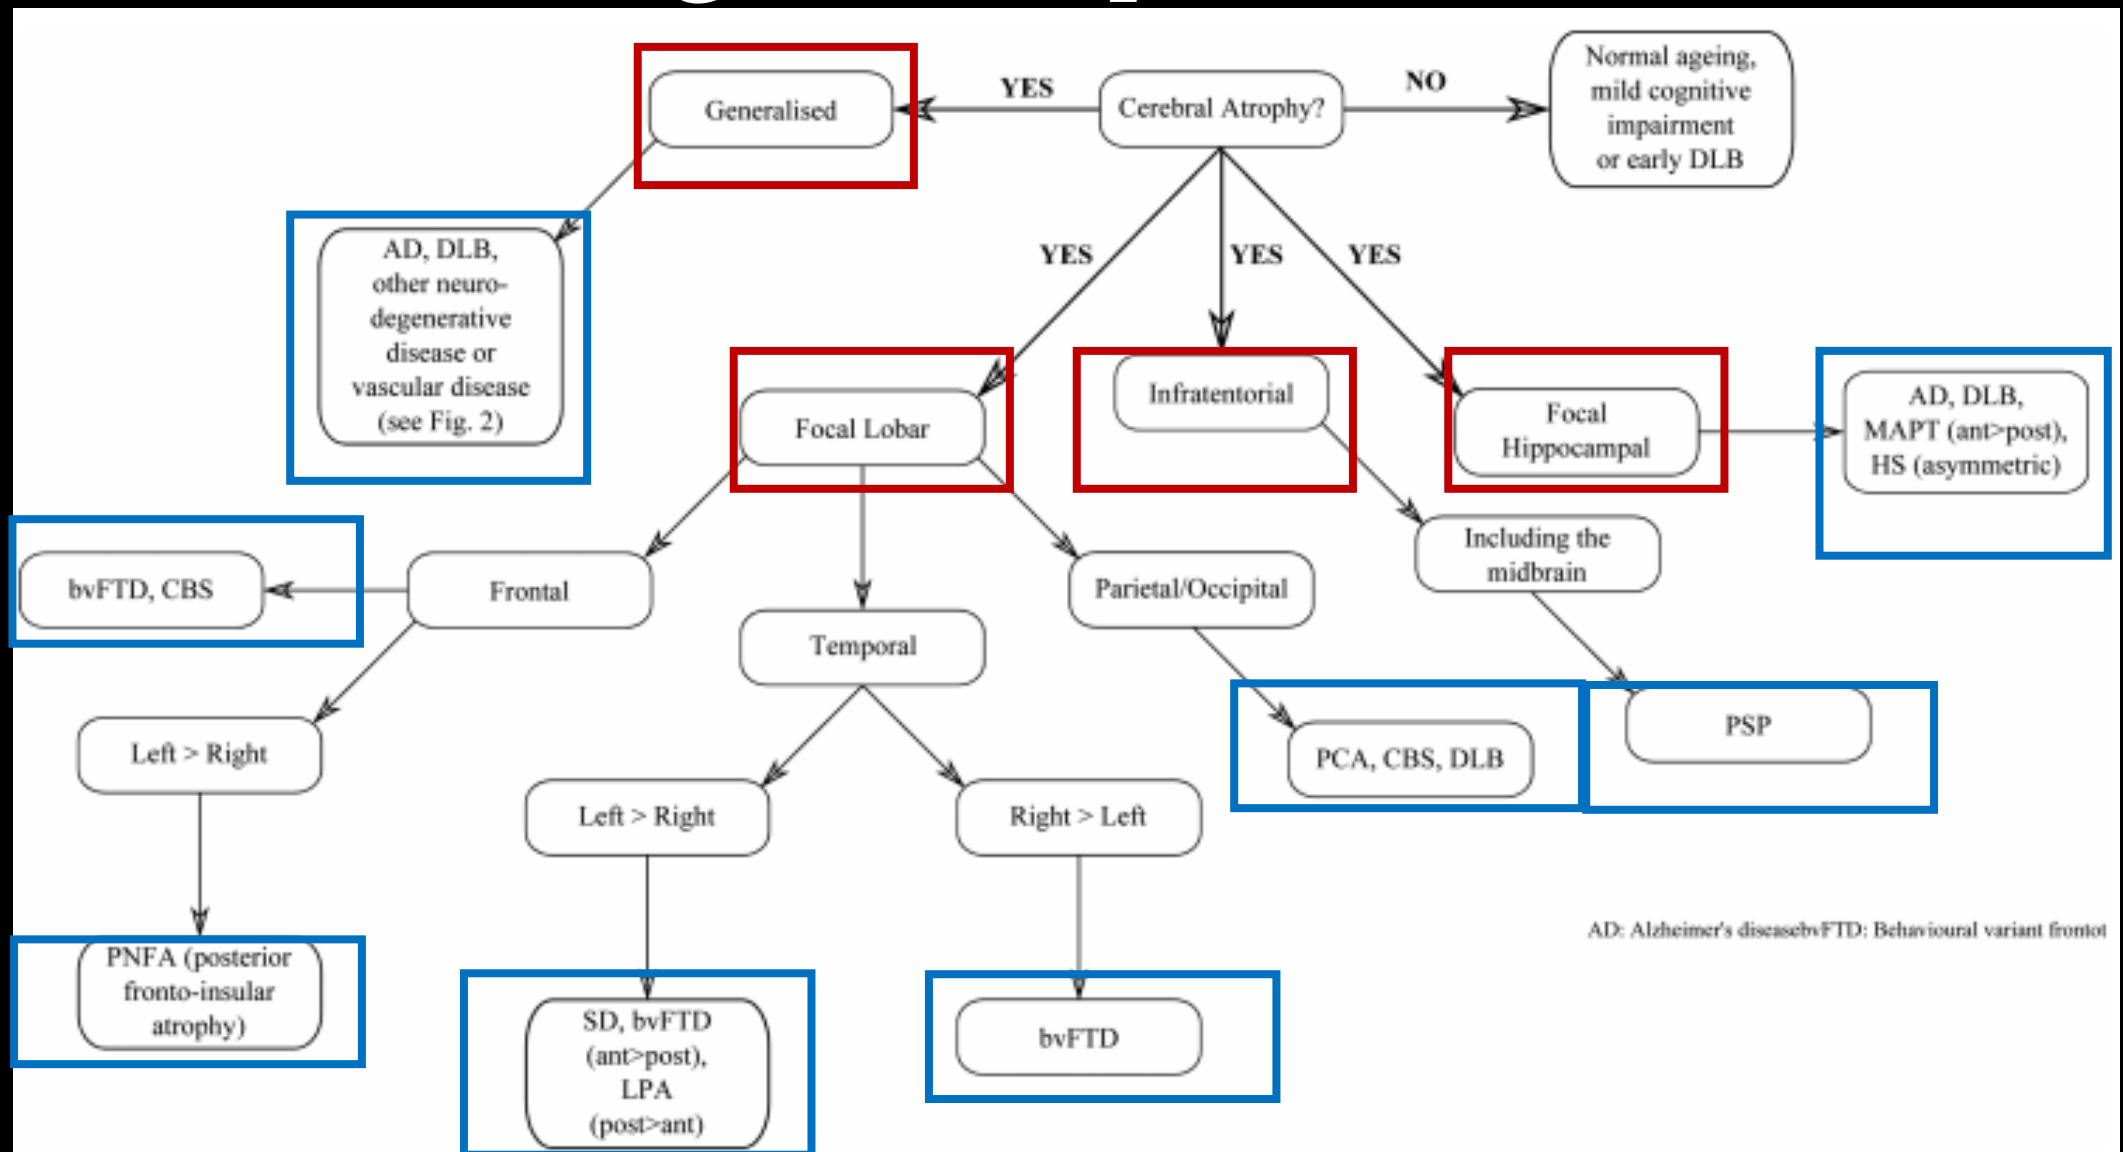 Generalised
YES
Cerebral Atrophy?
NO
Normal ageing,
mild cognitive
impairment
or early DLB
AD, DLB,
other neuro-
degenerative
disease or
vascular disease
(see Fig. 2)
YES
YES
YES
Focal Lobar
Infratentorial
Focal
Hippocampal
AD, DLB,
MAPT (ant>post),
HS (asymmetric)
bvFTD, CBS
Frontal
Temporal
Parietal/Occipital
Including the
midbrain
Left > Right
Left > Right
Right > Left
PCA, CBS, DLB
PSP
PNFA (posterior
fronto-insular
atrophy)
SD, bvFTD
(ant>post),
LPA
(post>ant)
bvFTD
AD: Alzheimer's diseasebvFTD: Behavioural variant frontot